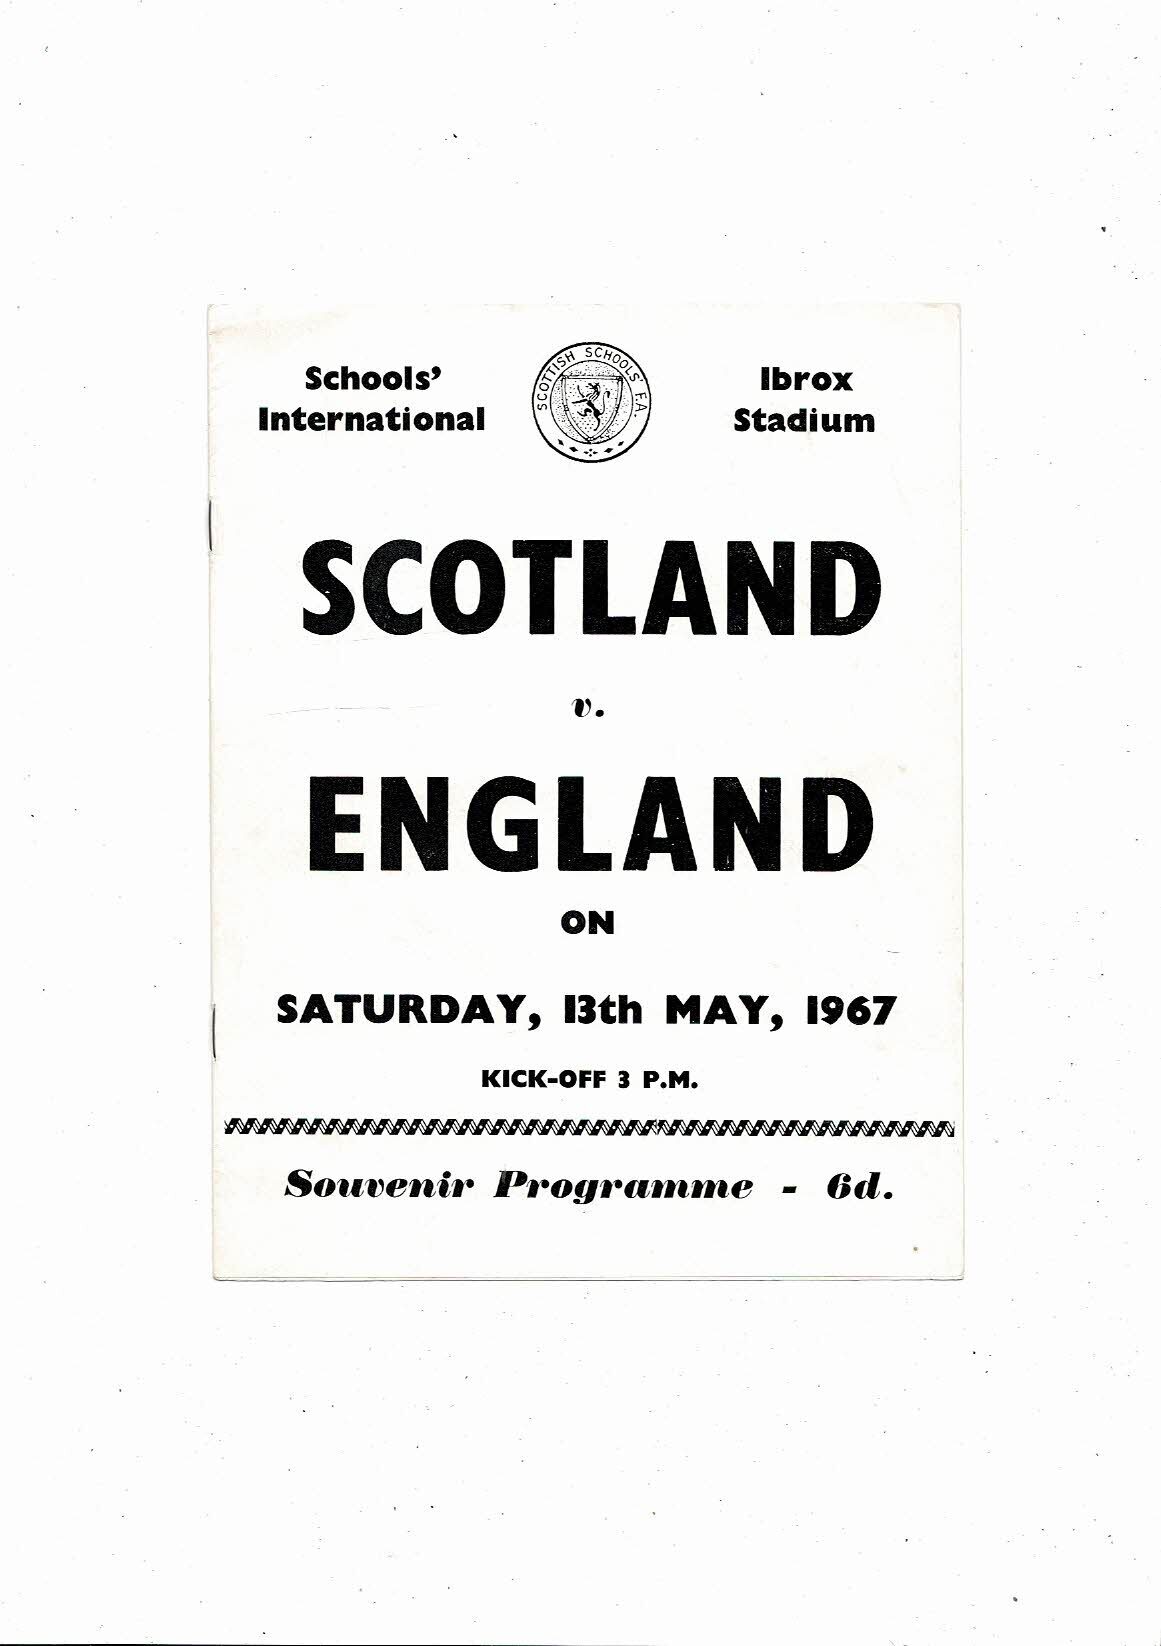 Schools'
International
SCOTTISH SCHOOLS' F.A.
Ibrox
Stadium
SCOTLAND
v.
ENGLAND
ON
SATURDAY, 13th MAY, 1967
KICK-OFF 3 P.M.
Souvenir Programme - 6d.